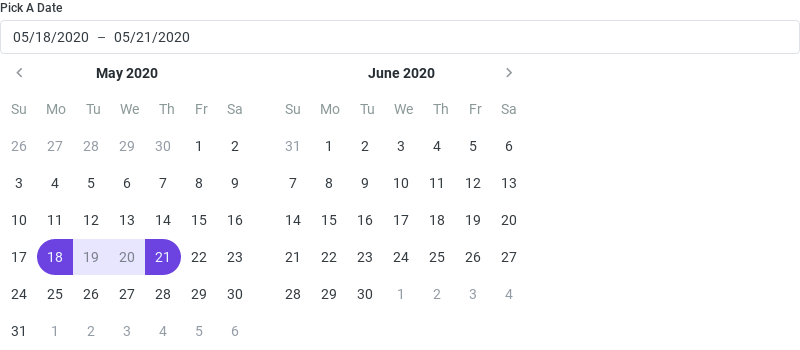 Pick A Date
05/18/2020 – 05/21/2020
May 2020 June 2020
Su Mo Tu We Th Fr Sa Su Mo Tu We Th Fr Sa
26 27 28 29 30 1 2 31 1 2 3 4 5 6
3 4 5 6 7 8 9 7 8 9 10 11 12 13
10 11 12 13 14 15 16 14 15 16 17 18 19 20
17 18 19 20 21 22 23 21 22 23 24 25 26 27
24 25 26 27 28 29 30 28 29 30 1 2 3 4
31 1 2 3 4 5 6